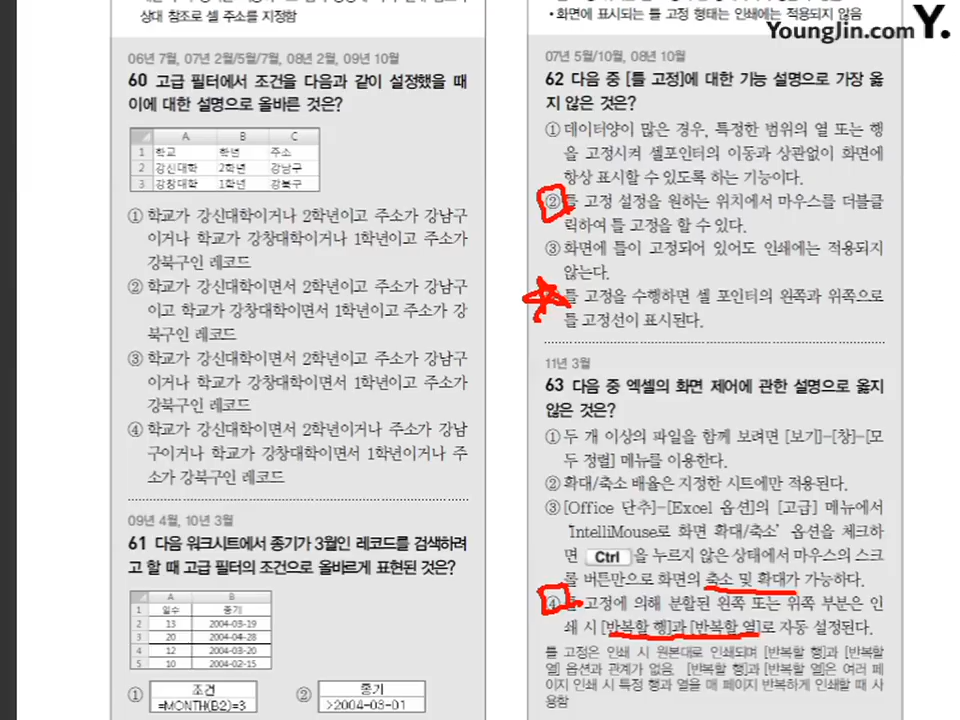 상대 참조로 셀 주소를 지정함
06년 7월, 07년 2월/5월/7월, 08년 2월, 09년 10월
60 고급 필터에서 조건을 다음과 같이 설정했을 때
이에 대한 설명으로 올바른 것은?
A B C
1 학교 학년 주소
2 강신대학 2학년 강남구
3 강창대학 1학년 강북구
① 학교가 강신대학이거나 2학년이고 주소가 강남구
이거나 학교가 강창대학이거나 1학년이고 주소가
강북구인 레코드
② 학교가 강신대학이면서 2학년이고 주소가 강남구
이고 학교가 강창대학이면서 1학년이고 주소가 강
북구인 레코드
③ 학교가 강신대학이면서 2학년이고 주소가 강남구
이거나 학교가 강창대학이면서 1학년이고 주소가
강북구인 레코드
④ 학교가 강신대학이면서 2학년이거나 주소가 강남
구이거나 학교가 강창대학이면서 1학년이거나 주
소가 강북구인 레코드
09년 4월, 10년 3월
61 다음 워크시트에서 종기가 3월인 레코드를 검색하려
고 할 때 고급 필터의 조건으로 올바르게 표현된 것은?
A B
1 일수 종기
2 13 2004-03-19
3 20 2004-04-28
4 12 2004-03-20
5 10 2004-02-15
① 조건 ② 종기
=MONTH(B2)=3 >2004-03-01
• 화면에 표시되는 틀 고정 형태는 인쇄에는 적용되지 않음
YoungJin.com Y.
07년 5월/10월, 08년 10월
62 다음 중 [틀 고정]에 대한 기능 설명으로 가장 옳
지 않은 것은?
① 데이터양이 많은 경우, 특정한 범위의 열 또는 행
을 고정시켜 셀포인터의 이동과 상관없이 화면에
항상 표시할 수 있도록 하는 기능이다.
② 틀 고정 설정을 원하는 위치에서 마우스를 더블클
릭하여 틀 고정을 할 수 있다.
③ 화면에 틀이 고정되어 있어도 인쇄에는 적용되지
않는다.
틀 고정을 수행하면 셀 포인터의 왼쪽과 위쪽으로
틀 고정선이 표시된다.
11년 3월
63 다음 중 엑셀의 화면 제어에 관한 설명으로 옳지
않은 것은?
① 두 개 이상의 파일을 함께 보려면 [보기]-[창]-[모
두 정렬] 메뉴를 이용한다.
② 확대/축소 배율은 지정한 시트에만 적용된다.
③ [Office 단추]-[Excel 옵션]의 [고급] 메뉴에서
'IntelliMouse로 화면 확대/축소' 옵션을 체크하
면 Ctrl 을 누르지 않은 상태에서 마우스의 스크
롤 버튼만으로 화면의 축소 및 확대가 가능하다.
④ 틀 고정에 의해 분할된 왼쪽 또는 위쪽 부분은 인
쇄 시 [반복할 행]과 [반복할 열]로 자동 설정된다.
틀 고정은 인쇄 시 원본대로 인쇄되며 [반복할 행]과 [반복할
열] 옵션과 관계가 없음. [반복할 행]과 [반복할 열]은 여러 페
이지 인쇄 시 특정 행과 열을 매 페이지 반복하게 인쇄할 때 사
용함